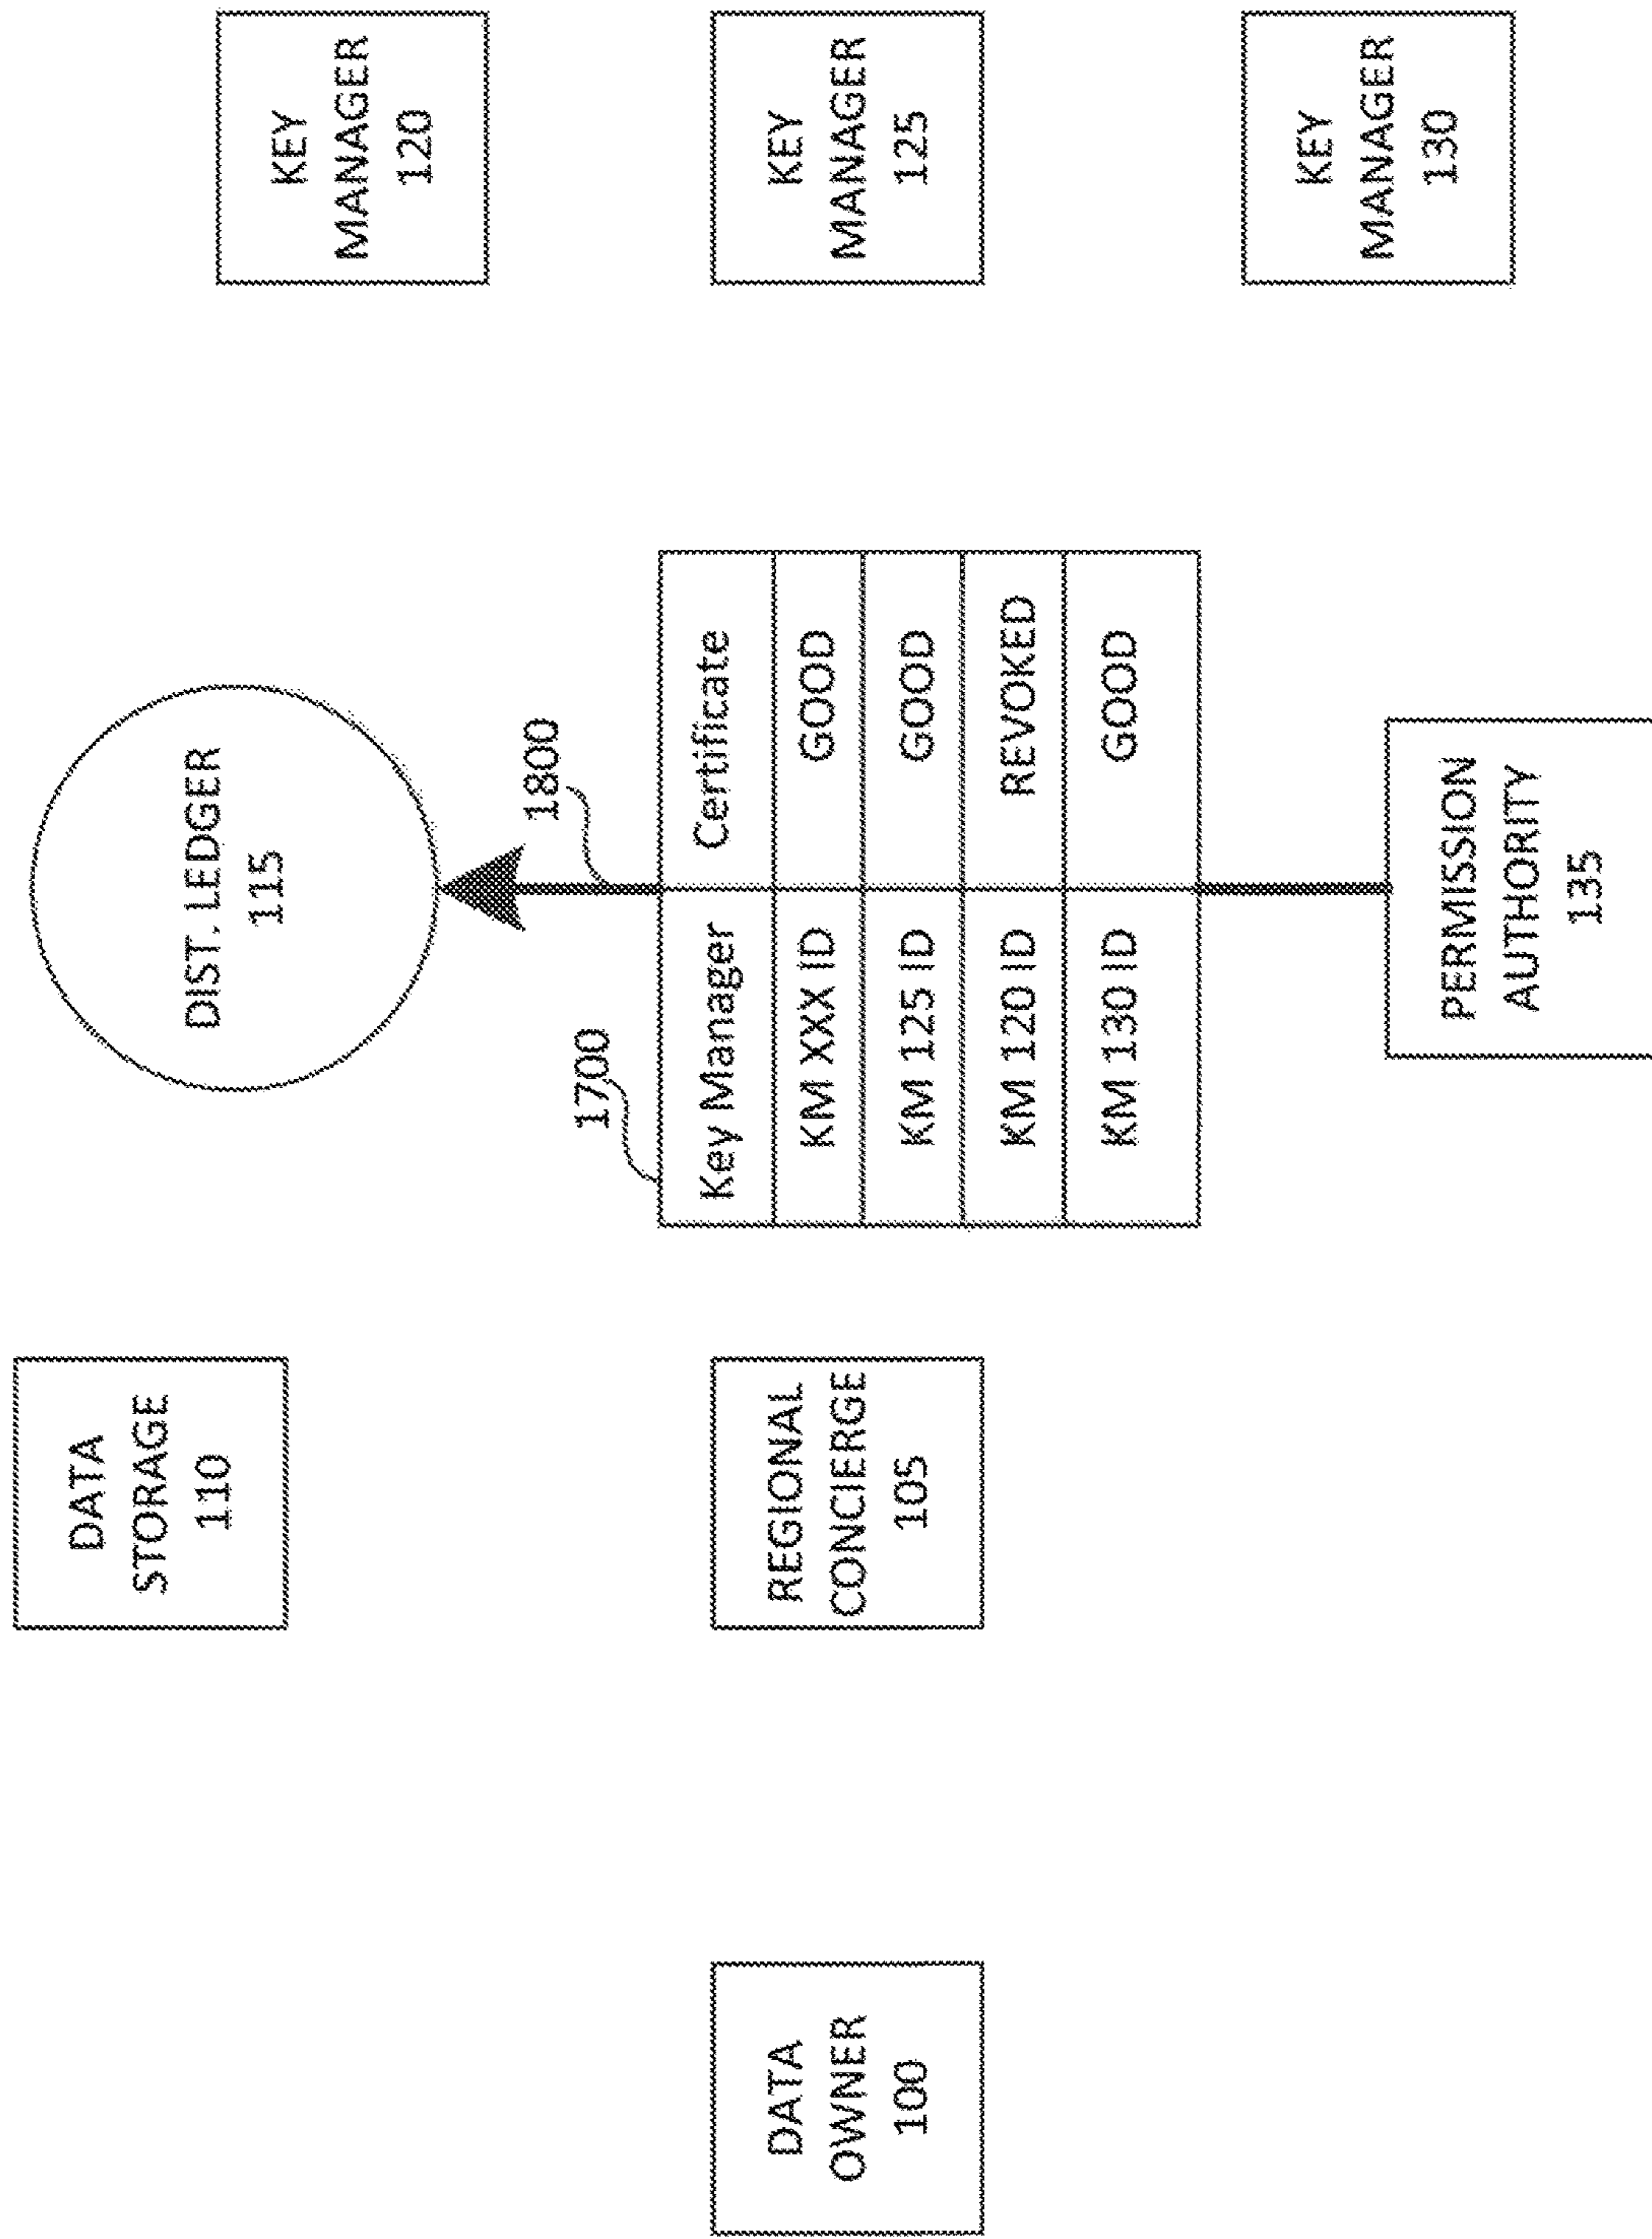 DATA
OWNER
100
DATA
STORAGE
110
REGIONAL
CONCIERGE
105
DIST. LEDGER
115
1700
1800
Key Manager Certificate
KM XXX ID GOOD
KM 125 ID GOOD
KM 120 ID REVOKED
KM 130 ID GOOD
PERMISSION
AUTHORITY
135
KEY
MANAGER
120
KEY
MANAGER
125
KEY
MANAGER
130